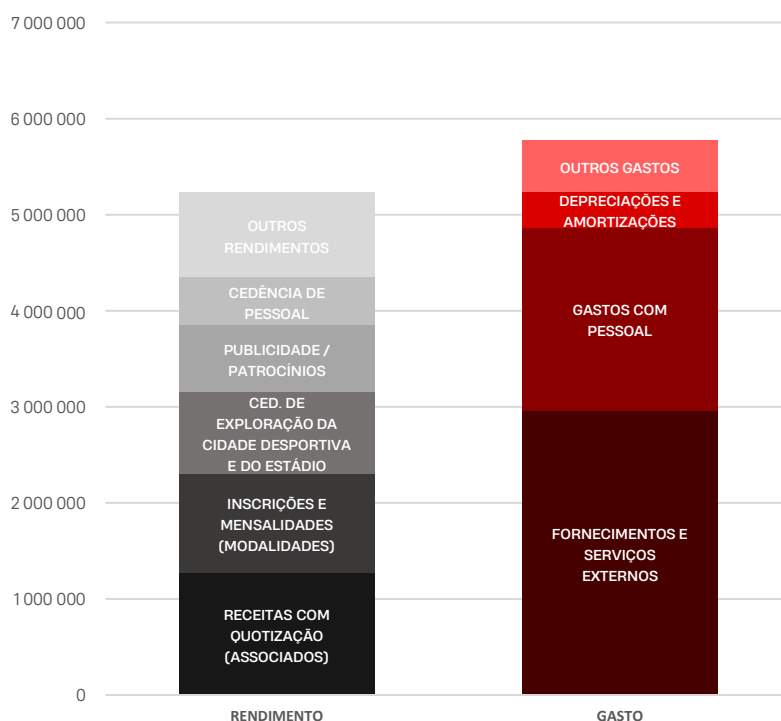 7 000 000
6 000 000
5 000 000
4 000 000
3 000 000
2 000 000
1 000 000
0
OUTROS
RENDIMENTOS
CEDÊNCIA DE
PESSOAL
PUBLICIDADE /
PATROCÍNIOS
CED. DE
EXPLORAÇÃO DA
CIDADE DESPORTIVA
E DO ESTÁDIO
INSCRIÇÕES E
MENSALIDADES
(MODALIDADES)
RECEITAS COM
QUOTIZAÇÃO
(ASSOCIADOS)
RENDIMENTO
OUTROS GASTOS
DEPRECIAÇÕES E
AMORTIZAÇÕES
GASTOS COM
PESSOAL
FORNECIMENTOS E
SERVIÇOS
EXTERNOS
GASTO